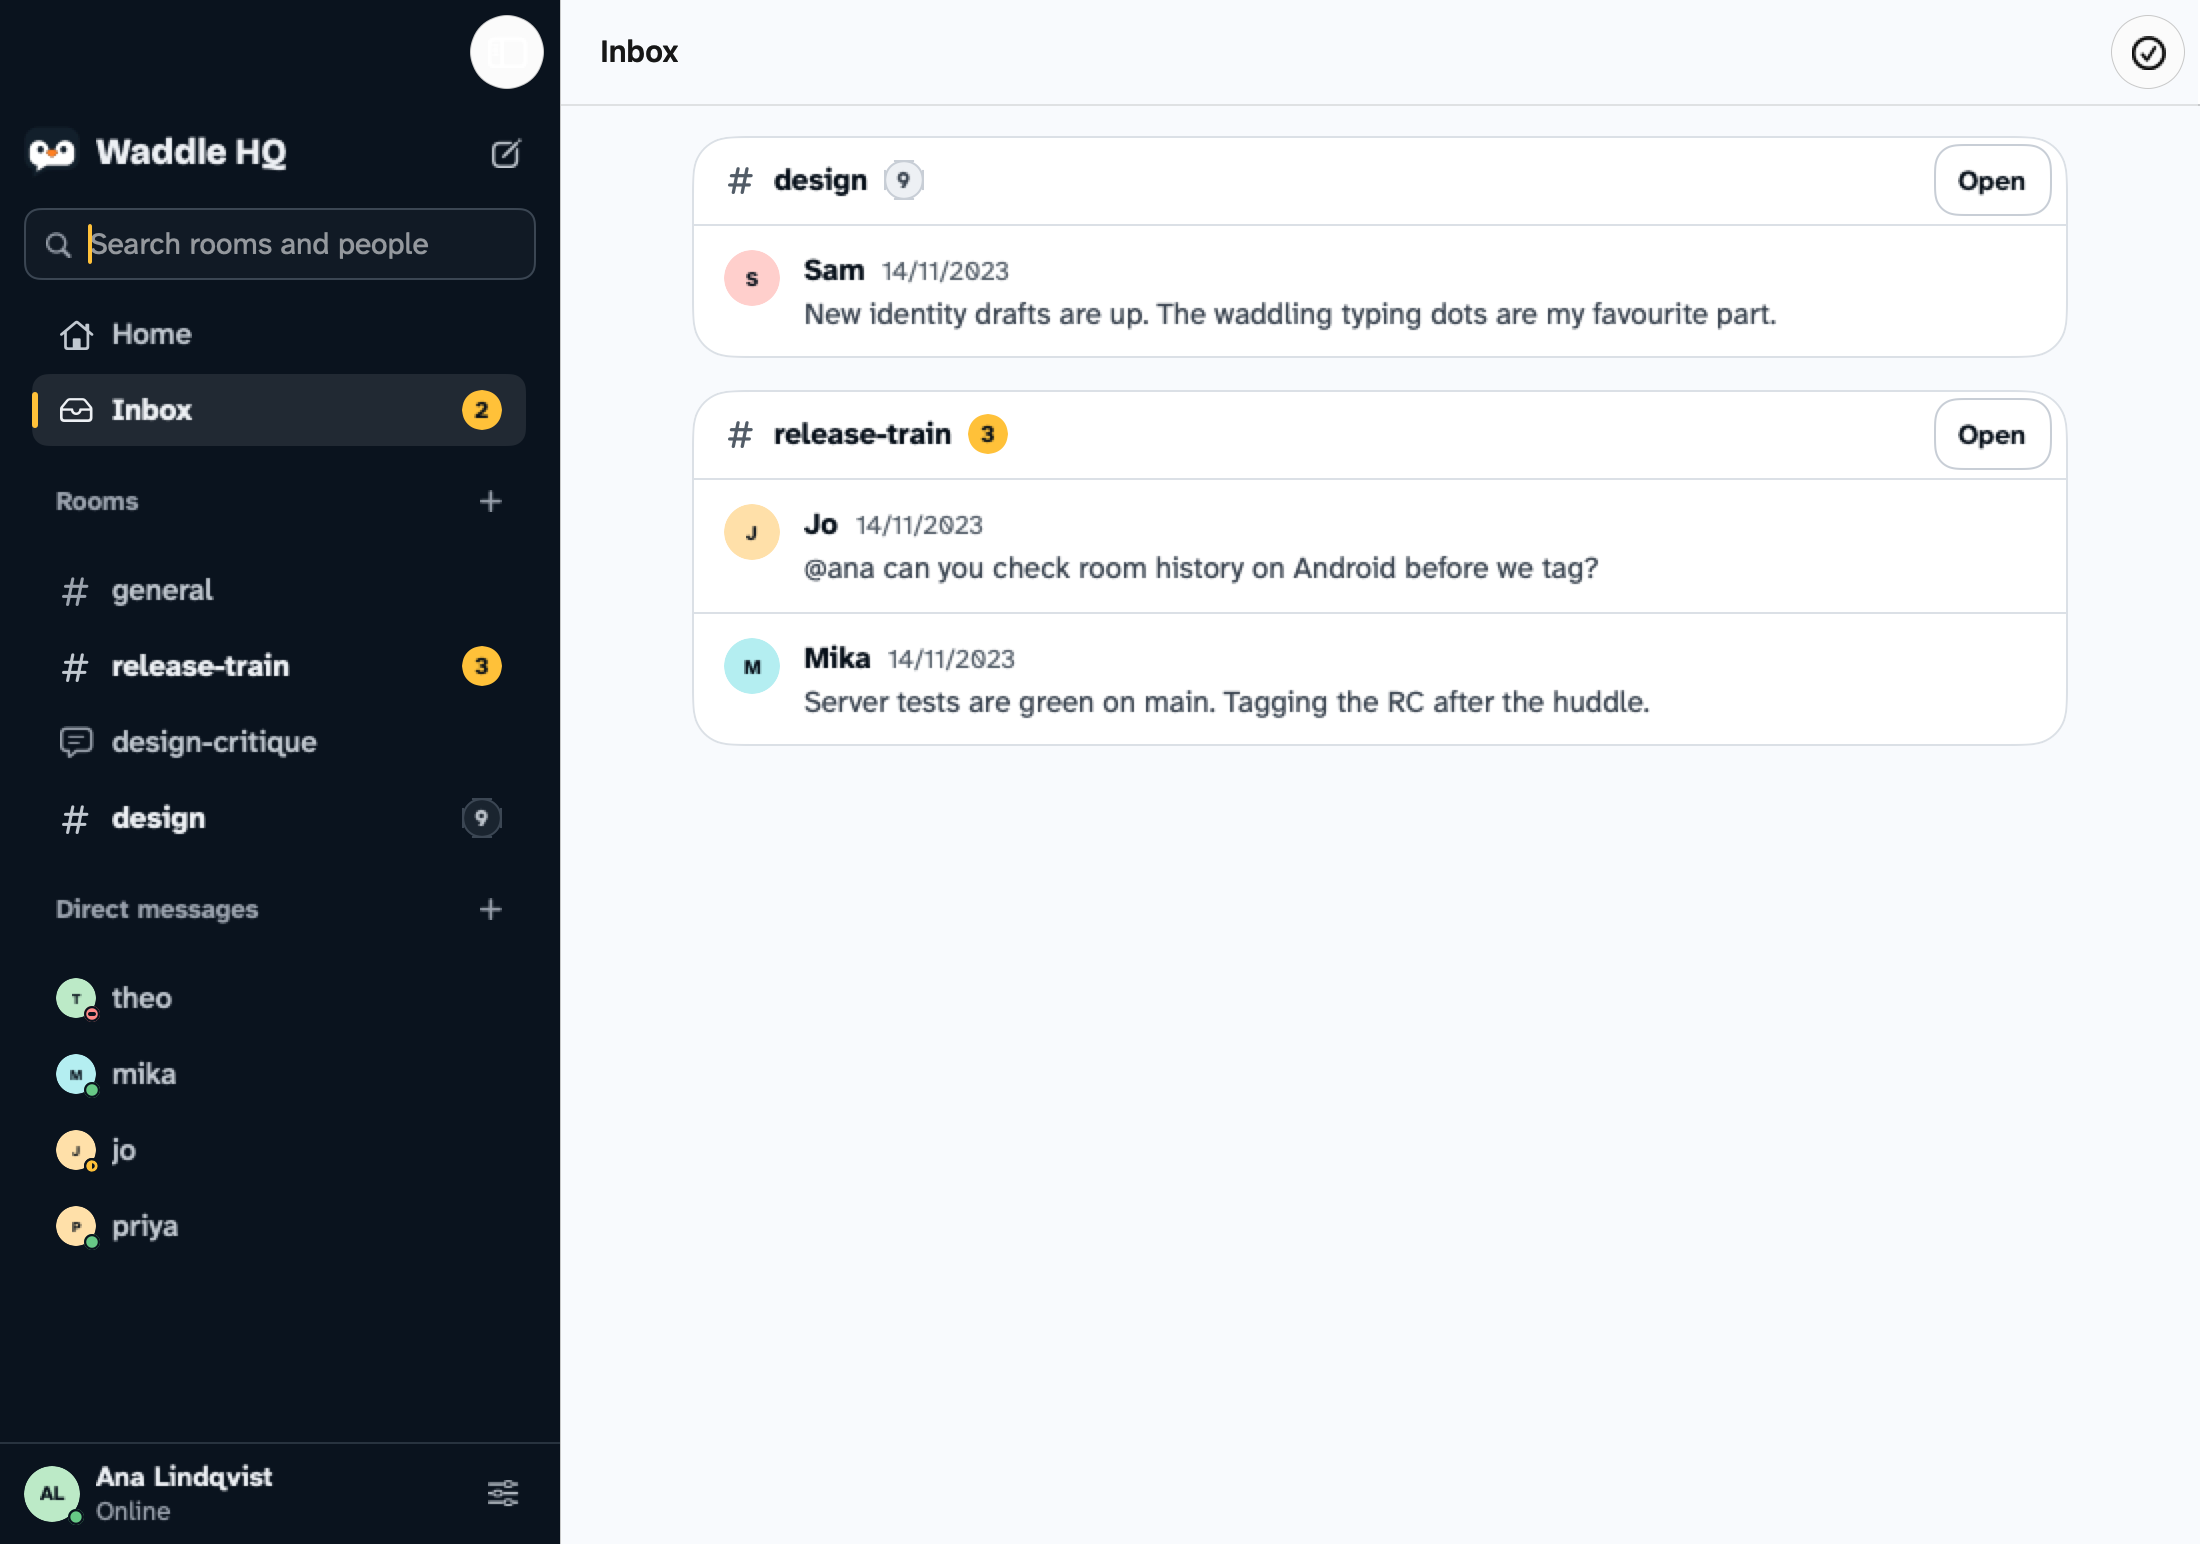 Waddle HQ
Search rooms and people
Home
Inbox 2
Rooms
general
release-train 3
design-critique
design 9
Direct messages
T theo
M mika
J jo
P priya
AL Ana Lindqvist
Online
Inbox
# design 9 Open
S Sam 14/11/2023
New identity drafts are up. The waddling typing dots are my favourite part.
# release-train 3 Open
J Jo 14/11/2023
@ana can you check room history on Android before we tag?
M Mika 14/11/2023
Server tests are green on main. Tagging the RC after the huddle.